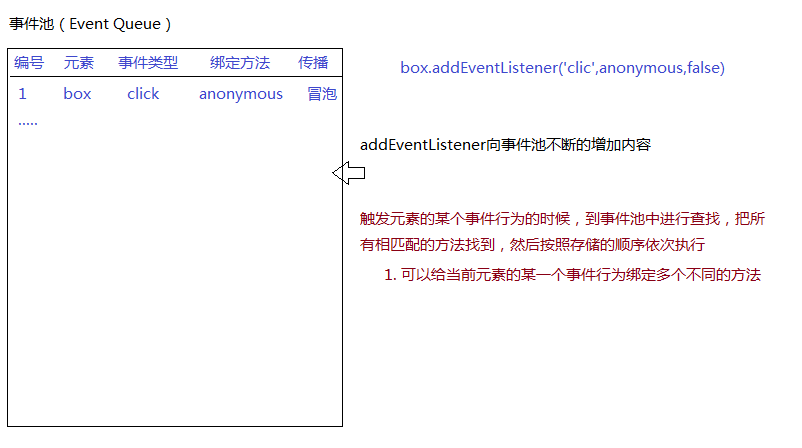 事件池（Event Queue）
编号 元素 事件类型 绑定方法 传播
1 box click anonymous 冒泡
.....
box.addEventListener('clic',anonymous,false)
addEventListener向事件池不断的增加内容
触发元素的某个事件行为的时候，到事件池中进行查找，把所
有相匹配的方法找到，然后按照存储的顺序依次执行
1. 可以给当前元素的某一个事件行为绑定多个不同的方法